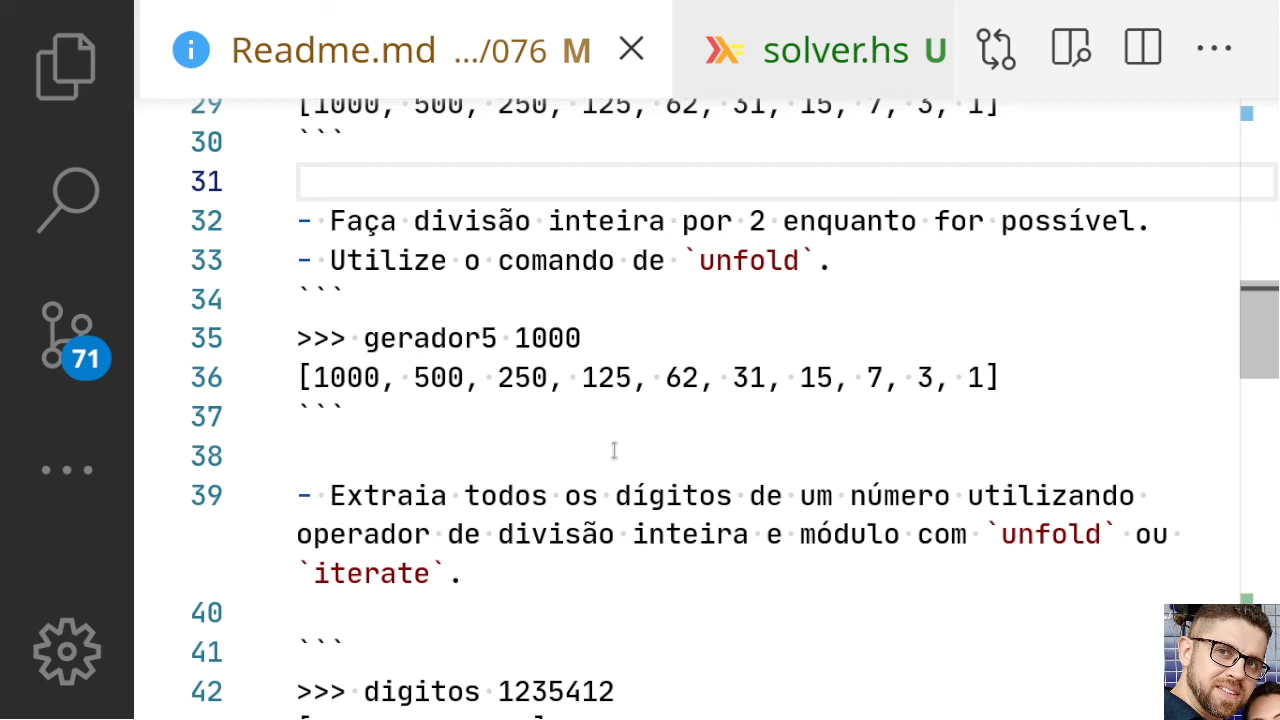 Readme.md .../076 M
solver.hs U
29 [1000, 500, 250, 125, 62, 31, 15, 7, 3, 1]
30 ```
31
32 - Faça divisão inteira por 2 enquanto for possível.
33 - Utilize o comando de `unfold`.
34 ```
35 >>> gerador5 1000
36 [1000, 500, 250, 125, 62, 31, 15, 7, 3, 1]
37 ```
38
39 - Extraia todos os dígitos de um número utilizando
operador de divisão inteira e módulo com `unfold` ou
`iterate`.
40
41 ```
42 >>> digitos 1235412
71